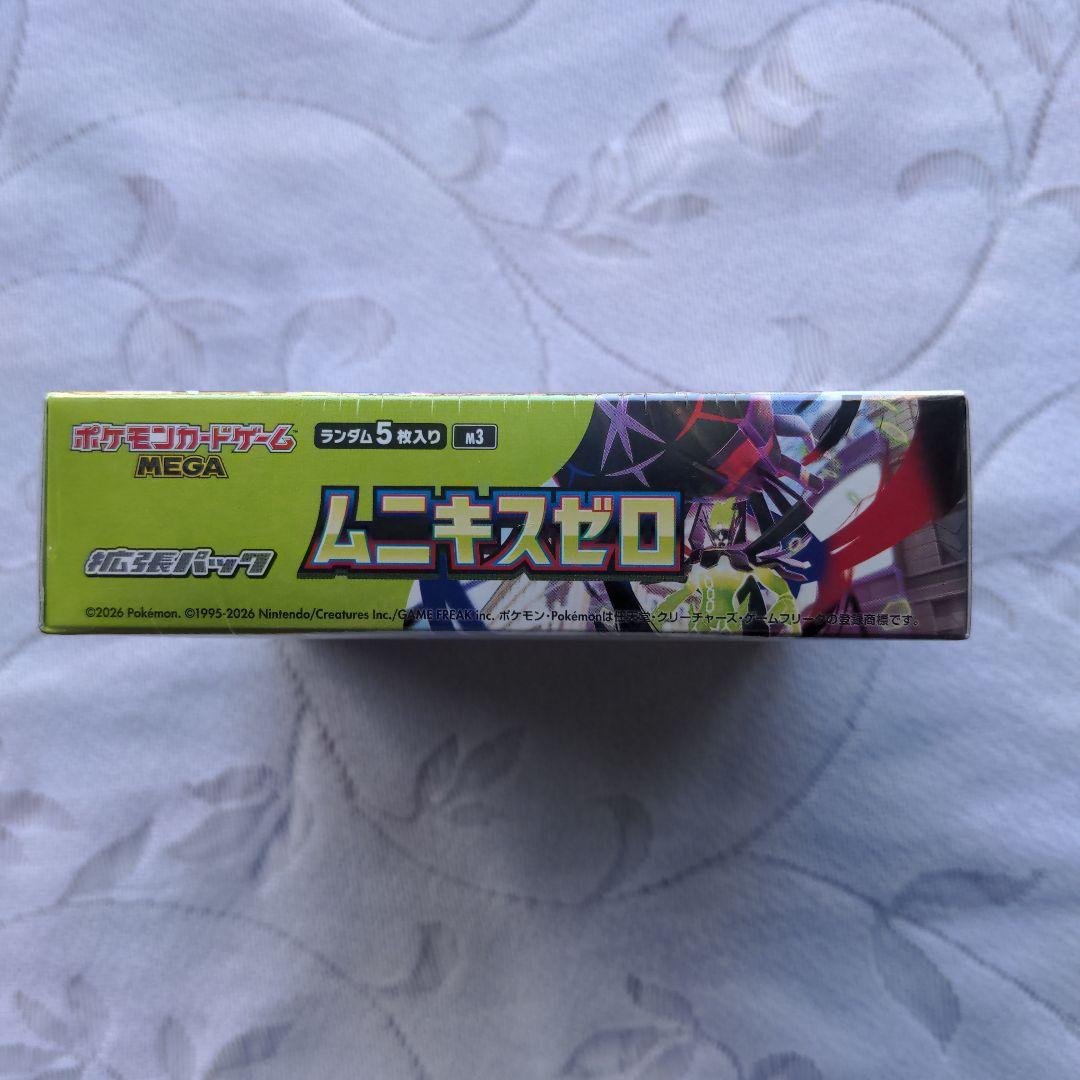 ポケモンカードゲーム
MEGA
ランダム5枚入り
M3
ムニキスゼロ
拡張パック
©2026 Pokémon. ©1995-2026 Nintendo/Creatures Inc./GAME FREAK inc. ポケモン・Pokémonは任天堂・クリーチャーズ・ゲームフリークの登録商標です。